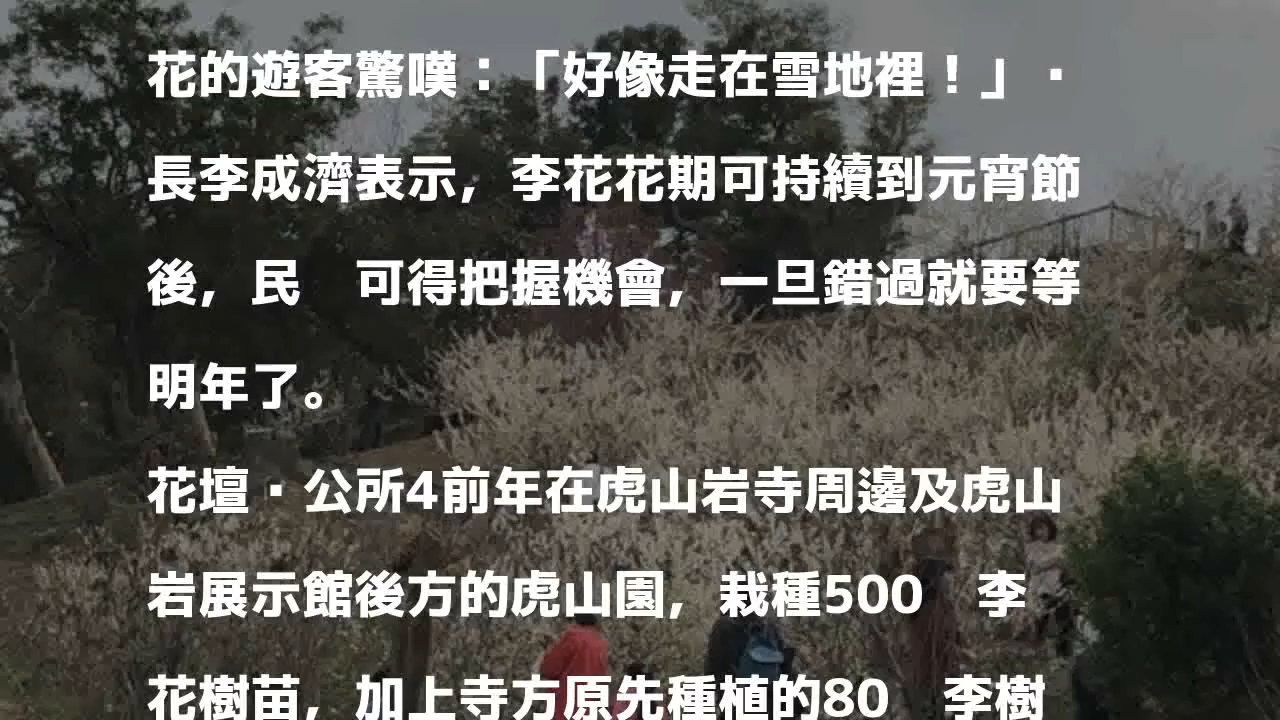 花的遊客驚嘆：「好像走在雪地裡！」·
長李成濟表示，李花花期可持續到元宵節
後，民　可得把握機會，一旦錯過就要等
明年了。
花壇·公所4前年在虎山岩寺周邊及虎山
岩展示館後方的虎山園，栽種500　李
花樹苗，加上寺方原先種植的80　李樹